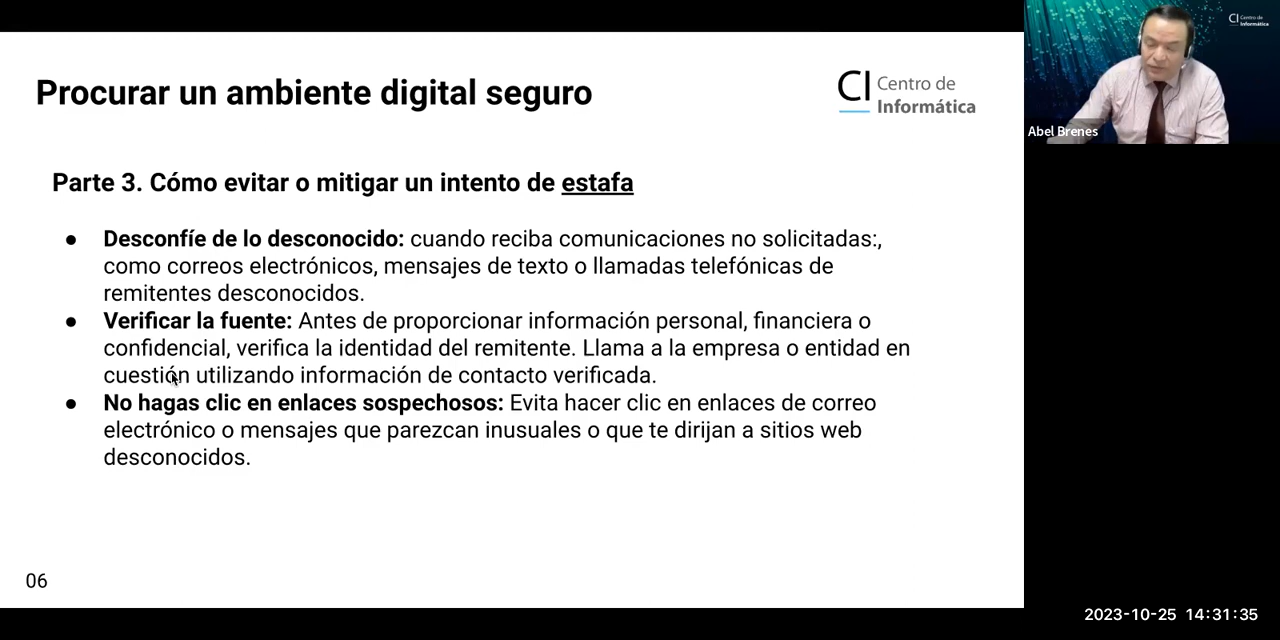 Procurar un ambiente digital seguro
CI Centro de
Informática
Parte 3. Cómo evitar o mitigar un intento de estafa
● Desconfíe de lo desconocido: cuando reciba comunicaciones no solicitadas:,
como correos electrónicos, mensajes de texto o llamadas telefónicas de
remitentes desconocidos.
● Verificar la fuente: Antes de proporcionar información personal, financiera o
confidencial, verifica la identidad del remitente. Llama a la empresa o entidad en
cuestión utilizando información de contacto verificada.
● No hagas clic en enlaces sospechosos: Evita hacer clic en enlaces de correo
electrónico o mensajes que parezcan inusuales o que te dirijan a sitios web
desconocidos.
06
CI Centro de
Informática
Abel Brenes
2023-10-25 14:31:35